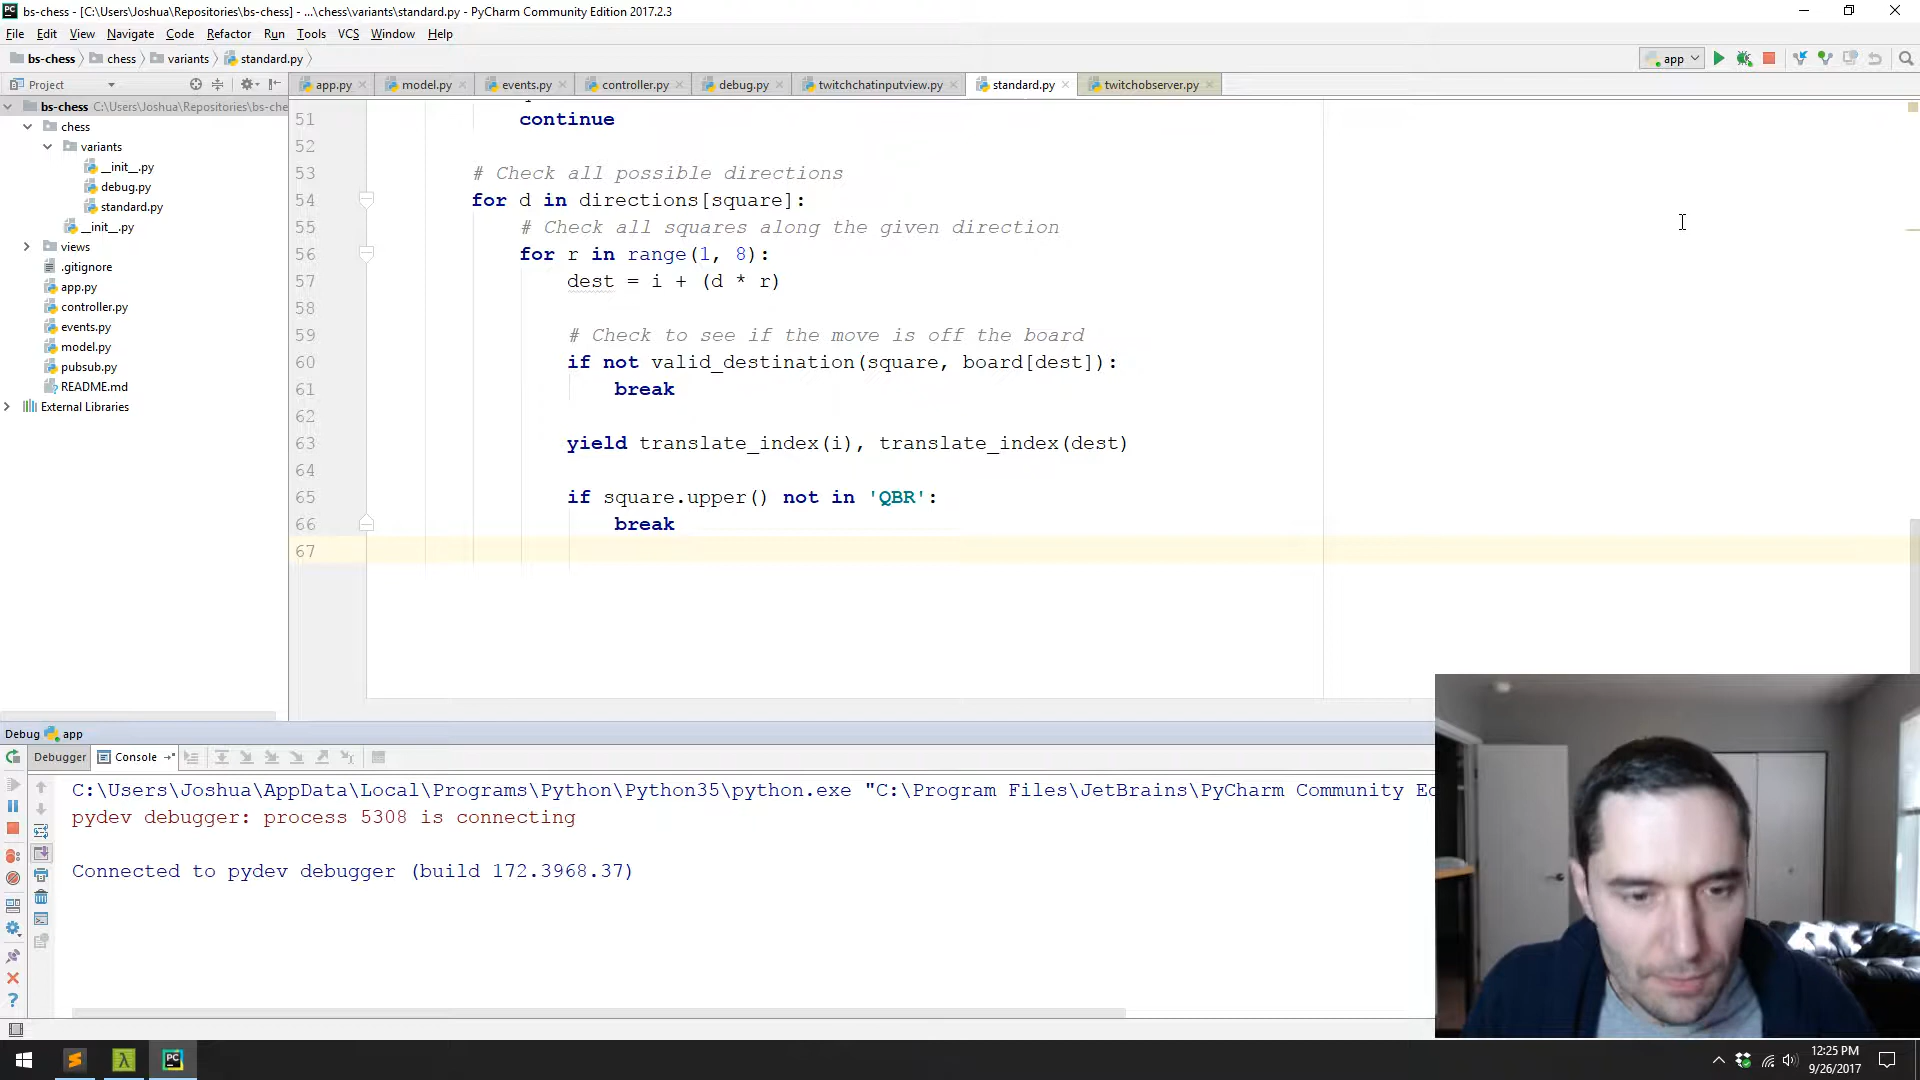 bs-chess - [C:\Users\Joshua\Repositories\bs-chess] - ...\chess\variants\standard.py - PyCharm Community Edition 2017.2.3
File Edit View Navigate Code Refactor Run Tools VCS Window Help
bs-chess chess variants standard.py app
Project app.py model.py events.py controller.py debug.py twitchchatinputview.py standard.py twitchobserver.py
bs-chess C:\Users\Joshua\Repositories\bs-che
chess
variants
__init__.py
debug.py
standard.py
__init__.py
views
.gitignore
app.py
controller.py
events.py
model.py
pubsub.py
README.md
External Libraries
51 continue
52
53 # Check all possible directions
54 for d in directions[square]:
55 # Check all squares along the given direction
56 for r in range(1, 8):
57 dest = i + (d * r)
58
59 # Check to see if the move is off the board
60 if not valid_destination(square, board[dest]):
61 break
62
63 yield translate_index(i), translate_index(dest)
64
65 if square.upper() not in 'QBR':
66 break
67
Debug app
Debugger Console
C:\Users\Joshua\AppData\Local\Programs\Python\Python35\python.exe "C:\Program Files\JetBrains\PyCharm Community Ed
pydev debugger: process 5308 is connecting
Connected to pydev debugger (build 172.3968.37)
12:25 PM
9/26/2017